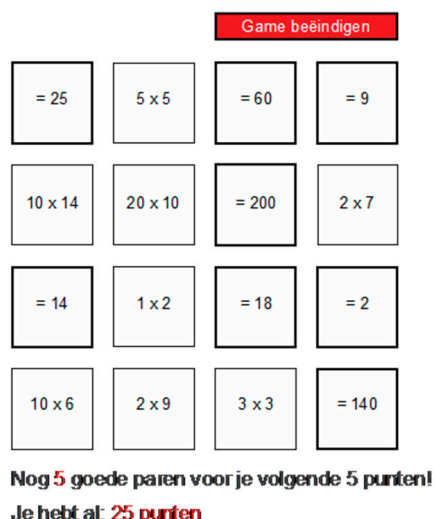 Game beëindigen
= 25 5 x 5 = 60 = 9
10 x 14 20 x 10 = 200 2 x 7
= 14 1 x 2 = 18 = 2
10 x 6 2 x 9 3 x 3 = 140
Nog 5 goede paren voor je volgende 5 punten!
Je hebt al: 25 punten